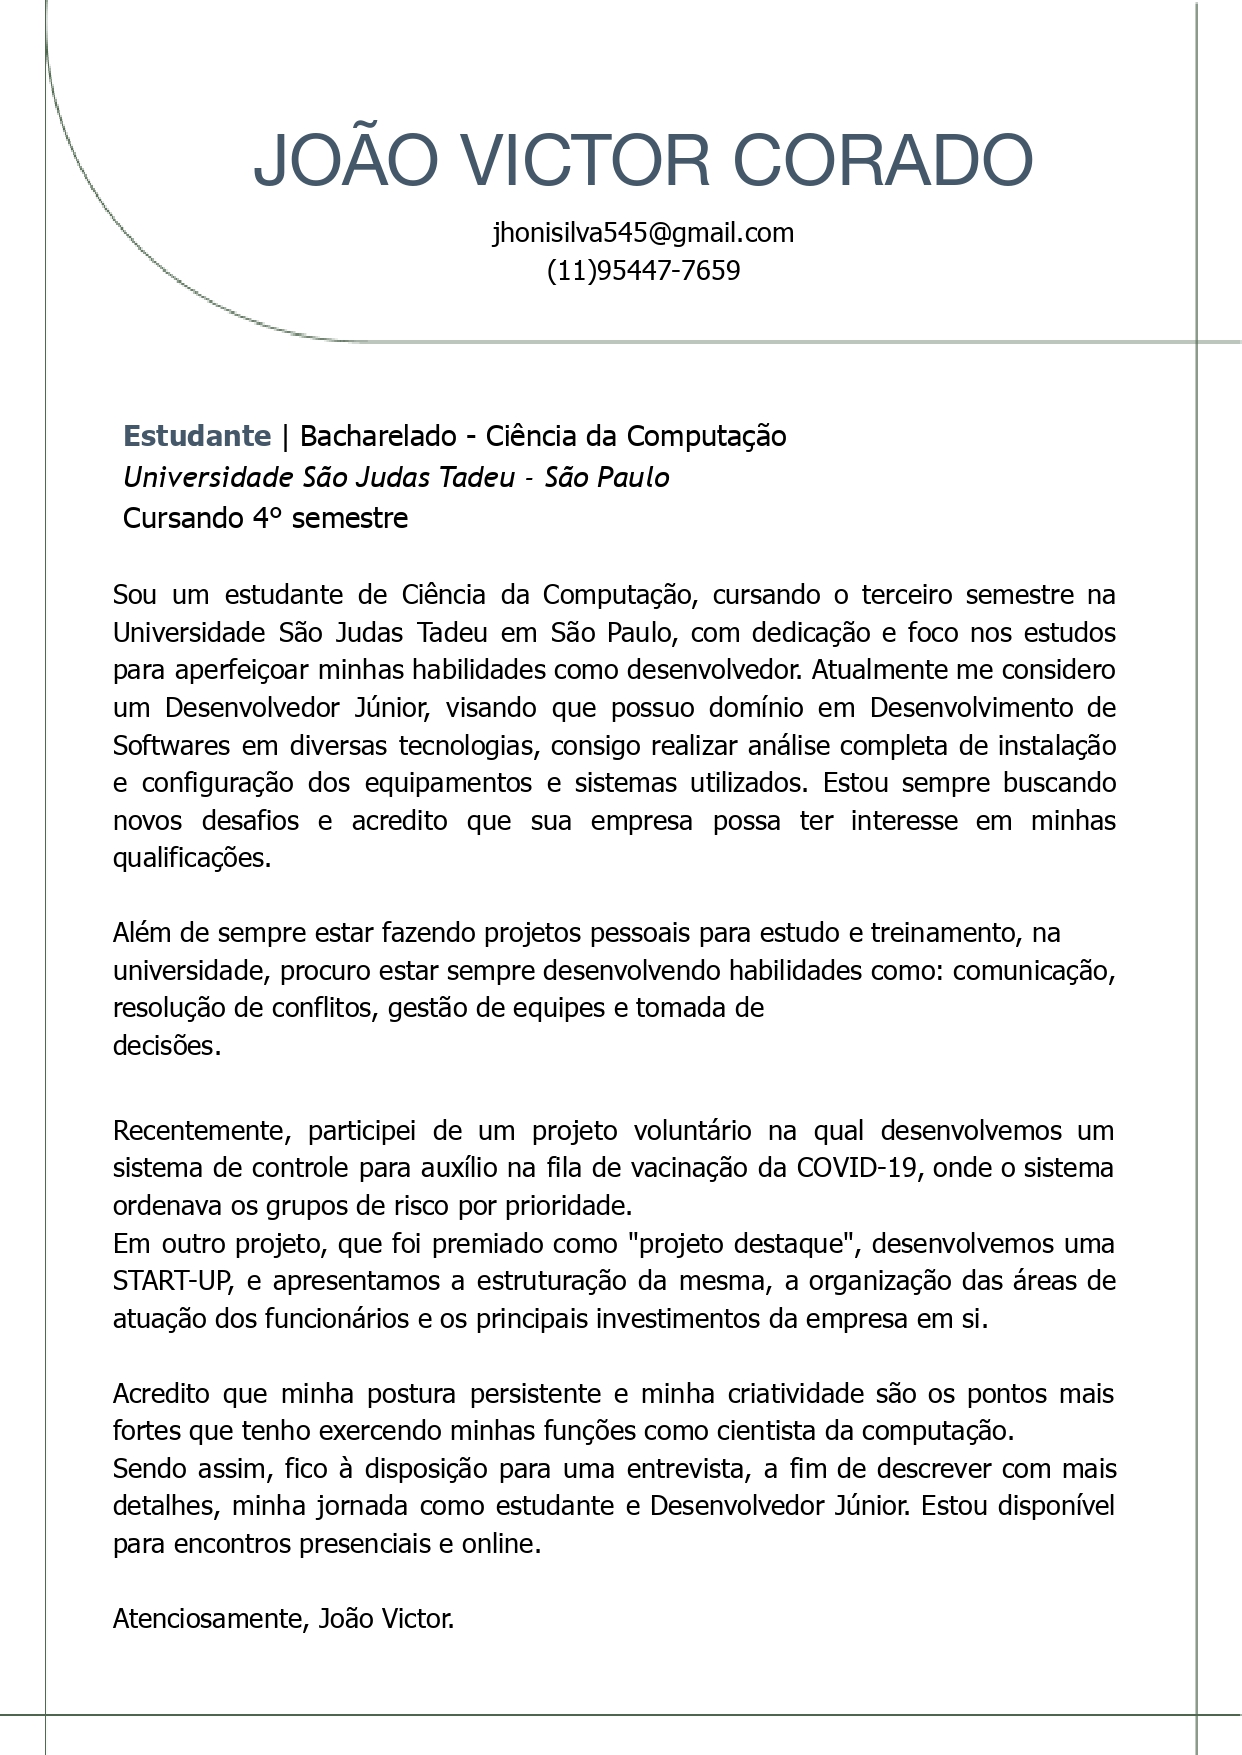 JOÃO VICTOR CORADO
jhonisilva545@gmail.com
(11)95447-7659
Estudante | Bacharelado - Ciência da Computação
Universidade São Judas Tadeu - São Paulo
Cursando 4° semestre
Sou um estudante de Ciência da Computação, cursando o terceiro semestre na
Universidade São Judas Tadeu em São Paulo, com dedicação e foco nos estudos
para aperfeiçoar minhas habilidades como desenvolvedor. Atualmente me considero
um Desenvolvedor Júnior, visando que possuo domínio em Desenvolvimento de
Softwares em diversas tecnologias, consigo realizar análise completa de instalação
e configuração dos equipamentos e sistemas utilizados. Estou sempre buscando
novos desafios e acredito que sua empresa possa ter interesse em minhas
qualificações.
Além de sempre estar fazendo projetos pessoais para estudo e treinamento, na
universidade, procuro estar sempre desenvolvendo habilidades como: comunicação,
resolução de conflitos, gestão de equipes e tomada de
decisões.
Recentemente, participei de um projeto voluntário na qual desenvolvemos um
sistema de controle para auxílio na fila de vacinação da COVID-19, onde o sistema
ordenava os grupos de risco por prioridade.
Em outro projeto, que foi premiado como "projeto destaque", desenvolvemos uma
START-UP, e apresentamos a estruturação da mesma, a organização das áreas de
atuação dos funcionários e os principais investimentos da empresa em si.
Acredito que minha postura persistente e minha criatividade são os pontos mais
fortes que tenho exercendo minhas funções como cientista da computação.
Sendo assim, fico à disposição para uma entrevista, a fim de descrever com mais
detalhes, minha jornada como estudante e Desenvolvedor Júnior. Estou disponível
para encontros presenciais e online.
Atenciosamente, João Victor.